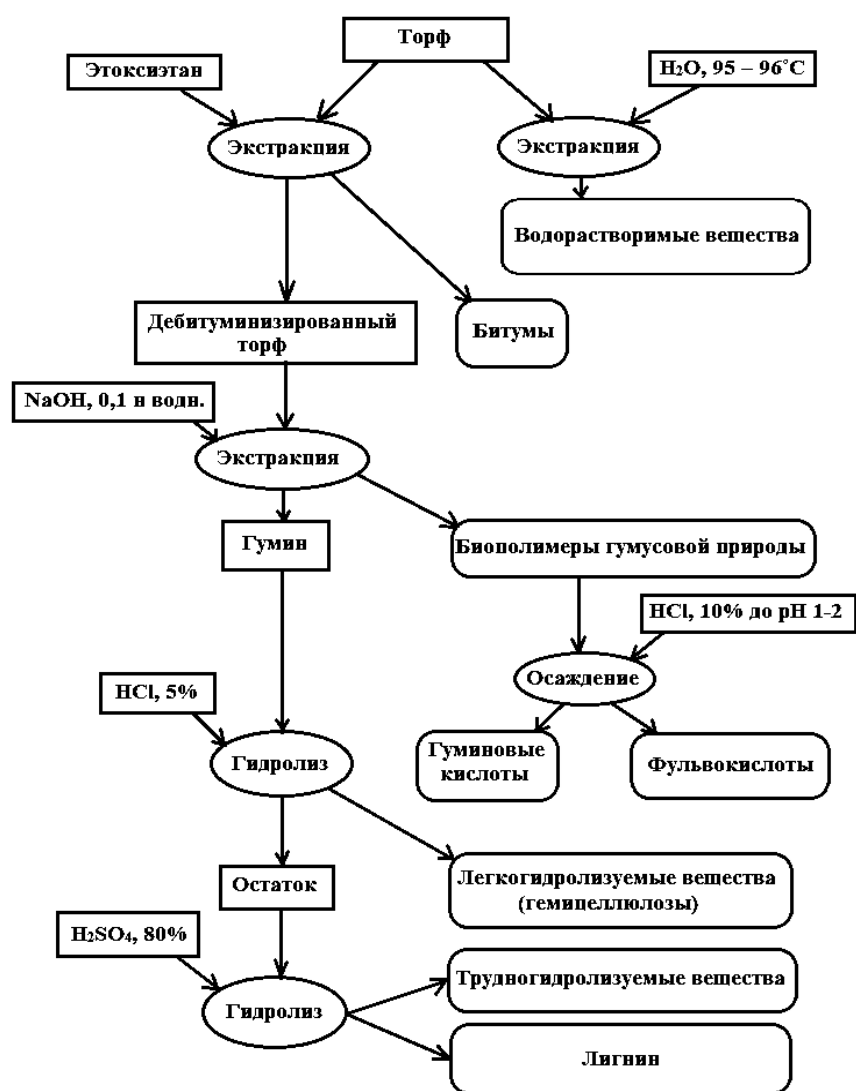 Торф
Этоксиэтан
H₂O, 95 – 96˚C
Экстракция
Экстракция
Водорастворимые вещества
Дебитуминизированный
торф
Битумы
NaOH, 0,1 н водн.
Экстракция
Гумин
Биополимеры гумусовой природы
HCl, 10% до pH 1-2
Осаждение
HCl, 5%
Гуминовые
кислоты
Фульвокислоты
Гидролиз
Остаток
Легкогидролизуемые вещества
(гемицеллюлозы)
H₂SO₄, 80%
Трудногидролизуемые вещества
Гидролиз
Лигнин